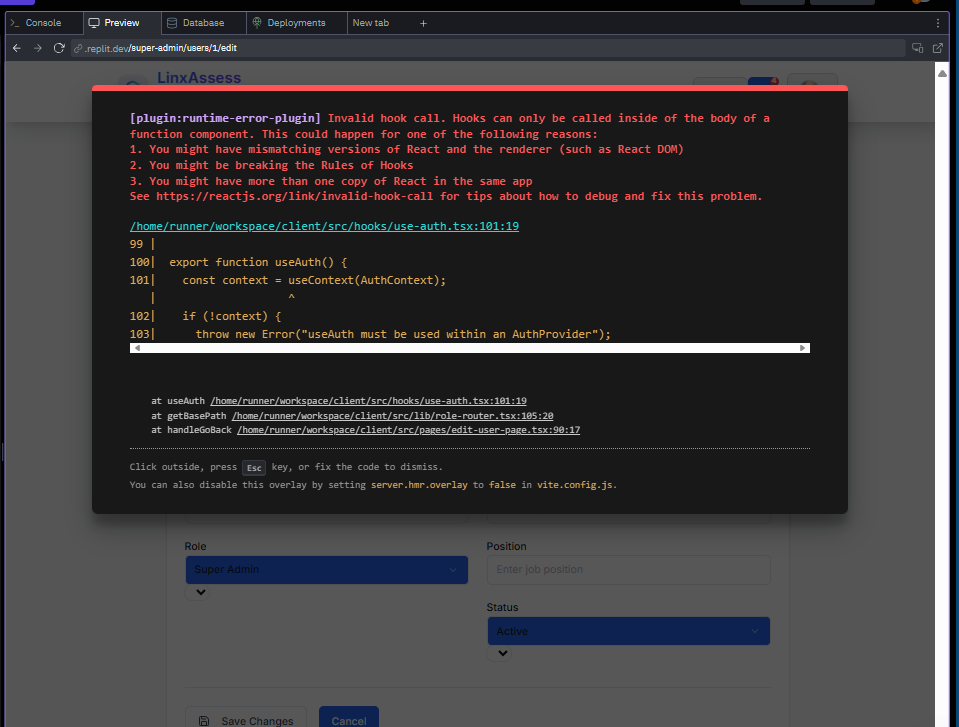 >_ Console
Preview
Database
Deployments
New tab
+
.replit.dev/super-admin/users/1/edit
LinxAssess
4
[plugin:runtime-error-plugin] Invalid hook call. Hooks can only be called inside of the body of a
function component. This could happen for one of the following reasons:
1. You might have mismatching versions of React and the renderer (such as React DOM)
2. You might be breaking the Rules of Hooks
3. You might have more than one copy of React in the same app
See https://reactjs.org/link/invalid-hook-call for tips about how to debug and fix this problem.
/home/runner/workspace/client/src/hooks/use-auth.tsx:101:19
99 |
100|  export function useAuth() {
101|    const context = useContext(AuthContext);
|                    ^
102|    if (!context) {
103|      throw new Error("useAuth must be used within an AuthProvider");
at useAuth /home/runner/workspace/client/src/hooks/use-auth.tsx:101:19
at getBasePath /home/runner/workspace/client/src/lib/role-router.tsx:105:20
at handleGoBack /home/runner/workspace/client/src/pages/edit-user-page.tsx:90:17
Click outside, press Esc key, or fix the code to dismiss.
You can also disable this overlay by setting server.hmr.overlay to false in vite.config.js.
Role
Position
Super Admin
Enter job position
Status
Active
Save Changes
Cancel